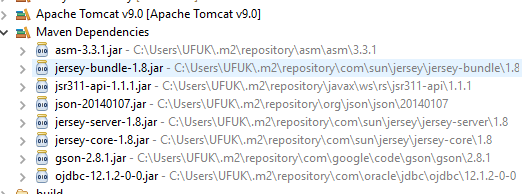 Apache Tomcat v9.0 [Apache Tomcat v9.0]
Maven Dependencies
asm-3.3.1.jar - C:\Users\UFUK\.m2\repository\asm\asm\3.3.1
jersey-bundle-1.8.jar - C:\Users\UFUK\.m2\repository\com\sun\jersey\jersey-bundle\1.8
jsr311-api-1.1.1.jar - C:\Users\UFUK\.m2\repository\javax\ws\rs\jsr311-api\1.1.1
json-20140107.jar - C:\Users\UFUK\.m2\repository\org\json\json\20140107
jersey-server-1.8.jar - C:\Users\UFUK\.m2\repository\com\sun\jersey\jersey-server\1.8
jersey-core-1.8.jar - C:\Users\UFUK\.m2\repository\com\sun\jersey\jersey-core\1.8
gson-2.8.1.jar - C:\Users\UFUK\.m2\repository\com\google\code\gson\gson\2.8.1
ojdbc-12.1.2-0-0.jar - C:\Users\UFUK\.m2\repository\com\oracle\jdbc\ojdbc\12.1.2-0-0
build